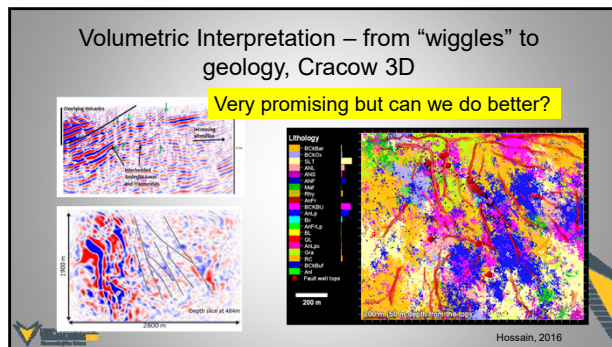 Volumetric Interpretation – from “wiggles” to
geology, Cracow 3D
Very promising but can we do better?
Overlying Volcanics
Increasing
Interbedded
Andesitic Lavas
and Fragmentals
1900 m
2800 m
Depth slice at 484m
Lithology
BCkBar
BCkOx
SLT
ANL
ANS
ANF
Maf
Rhy
AnFr
BCKBU
AnLp
Bx
AnFrLp
BL
QL
AnLpx
Gra
RC
BCkBuf
AnI
Fault wall tops
200 m
200 m (50 m depth from the top)
Hossain, 2016